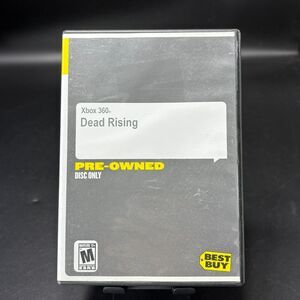 Xbox 360®
Dead Rising
PRE-OWNED
DISC ONLY
M
BEST
BUY